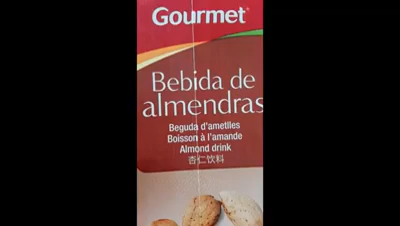 Gourmet
Bebida de
almendras
Beguda d'ametlles
Boisson à l'amande
Almond drink
杏仁饮料